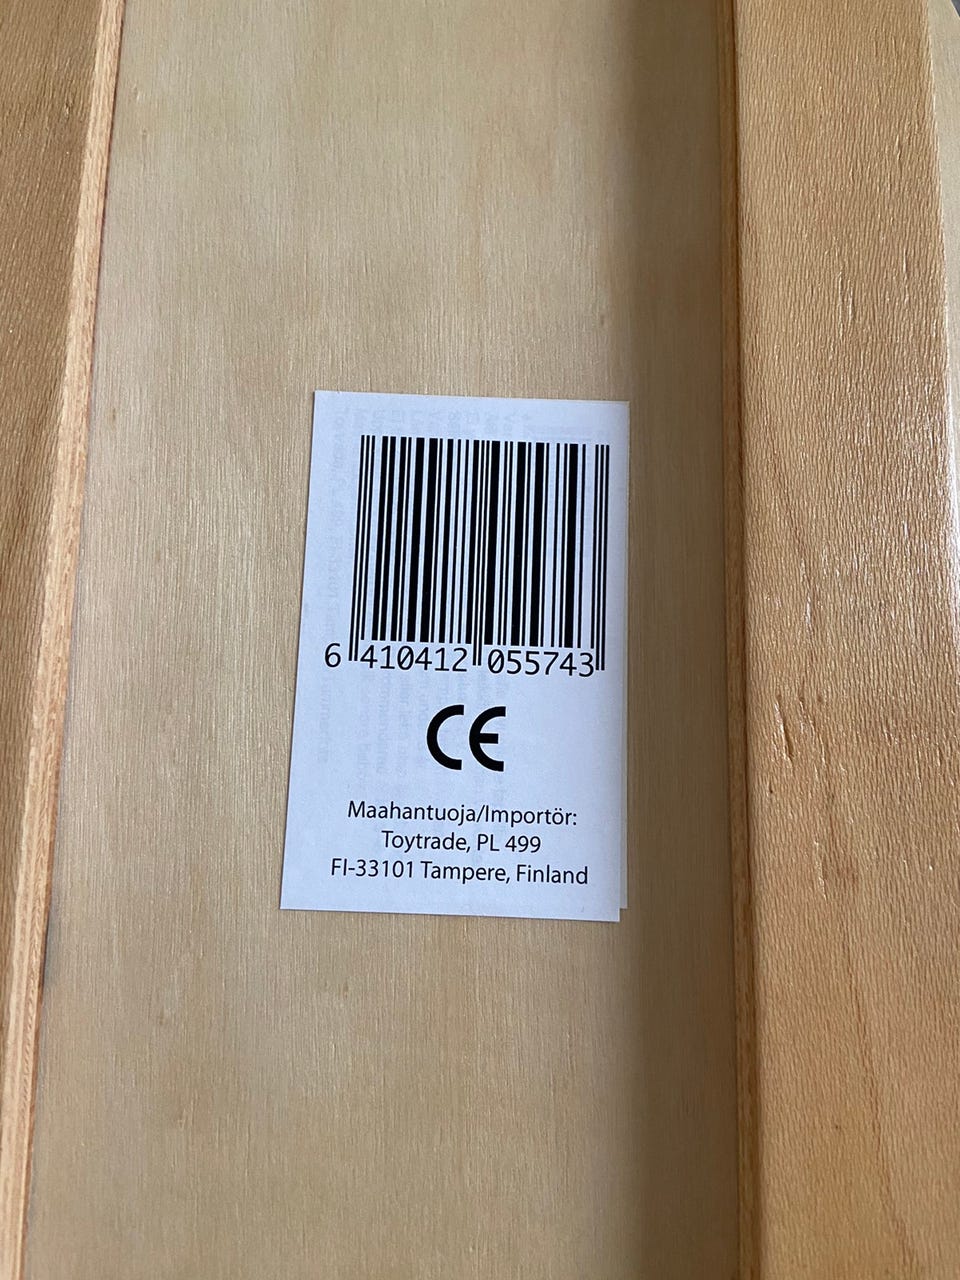 6 410412 055743
CE
Maahantuoja/Importör:
Toytrade, PL 499
FI-33101 Tampere, Finland